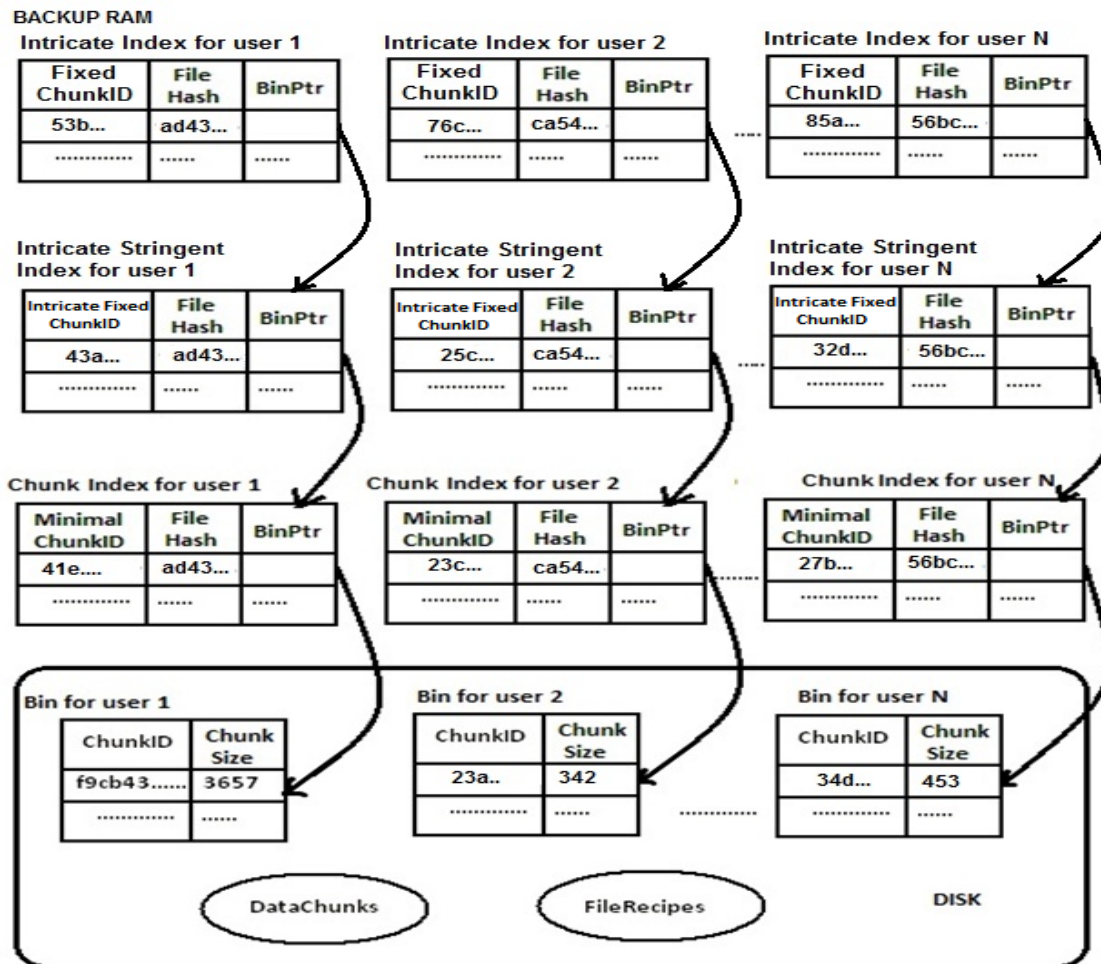 BACKUP RAM
Intricate Index for user 1
Fixed ChunkID
File Hash
BinPtr
53b...
ad43...
.............
......
......
Intricate Index for user 2
Fixed ChunkID
File Hash
BinPtr
76c...
ca54...
.............
......
......
.....
Intricate Index for user N
Fixed ChunkID
File Hash
BinPtr
85a...
56bc...
.............
......
......
Intricate Stringent
Index for user 1
Intricate Fixed ChunkID
File Hash
BinPtr
43a...
ad43...
.............
......
......
Intricate Stringent
Index for user 2
Intricate Fixed ChunkID
File Hash
BinPtr
25c...
ca54...
.............
......
......
.....
Intricate Stringent
Index for user N
Intricate Fixed ChunkID
File Hash
BinPtr
32d...
56bc...
.............
......
......
Chunk Index for user 1
Minimal ChunkID
File Hash
BinPtr
41e....
ad43...
.............
......
......
Chunk Index for user 2
Minimal ChunkID
File Hash
BinPtr
23c...
ca54...
.............
......
......
........
Chunk Index for user N
Minimal ChunkID
File Hash
BinPtr
27b...
56bc...
.............
......
......
Bin for user 1
ChunkID
Chunk Size
f9cb43......
3657
.............
......
Bin for user 2
ChunkID
Chunk Size
23a..
342
.............
......
.............
Bin for user N
ChunkID
Chunk Size
34d...
453
.............
......
DataChunks
FileRecipes
DISK